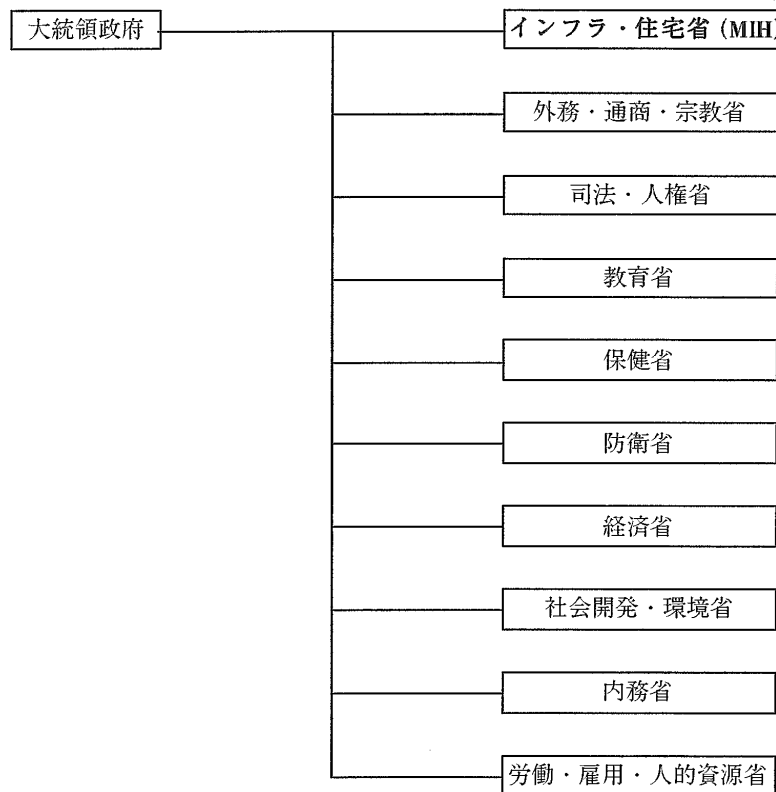 大統領政府
インフラ・住宅省 (MIH)
外務・通商・宗教省
司法・人権省
教育省
保健省
防衛省
経済省
社会開発・環境省
内務省
労働・雇用・人的資源省